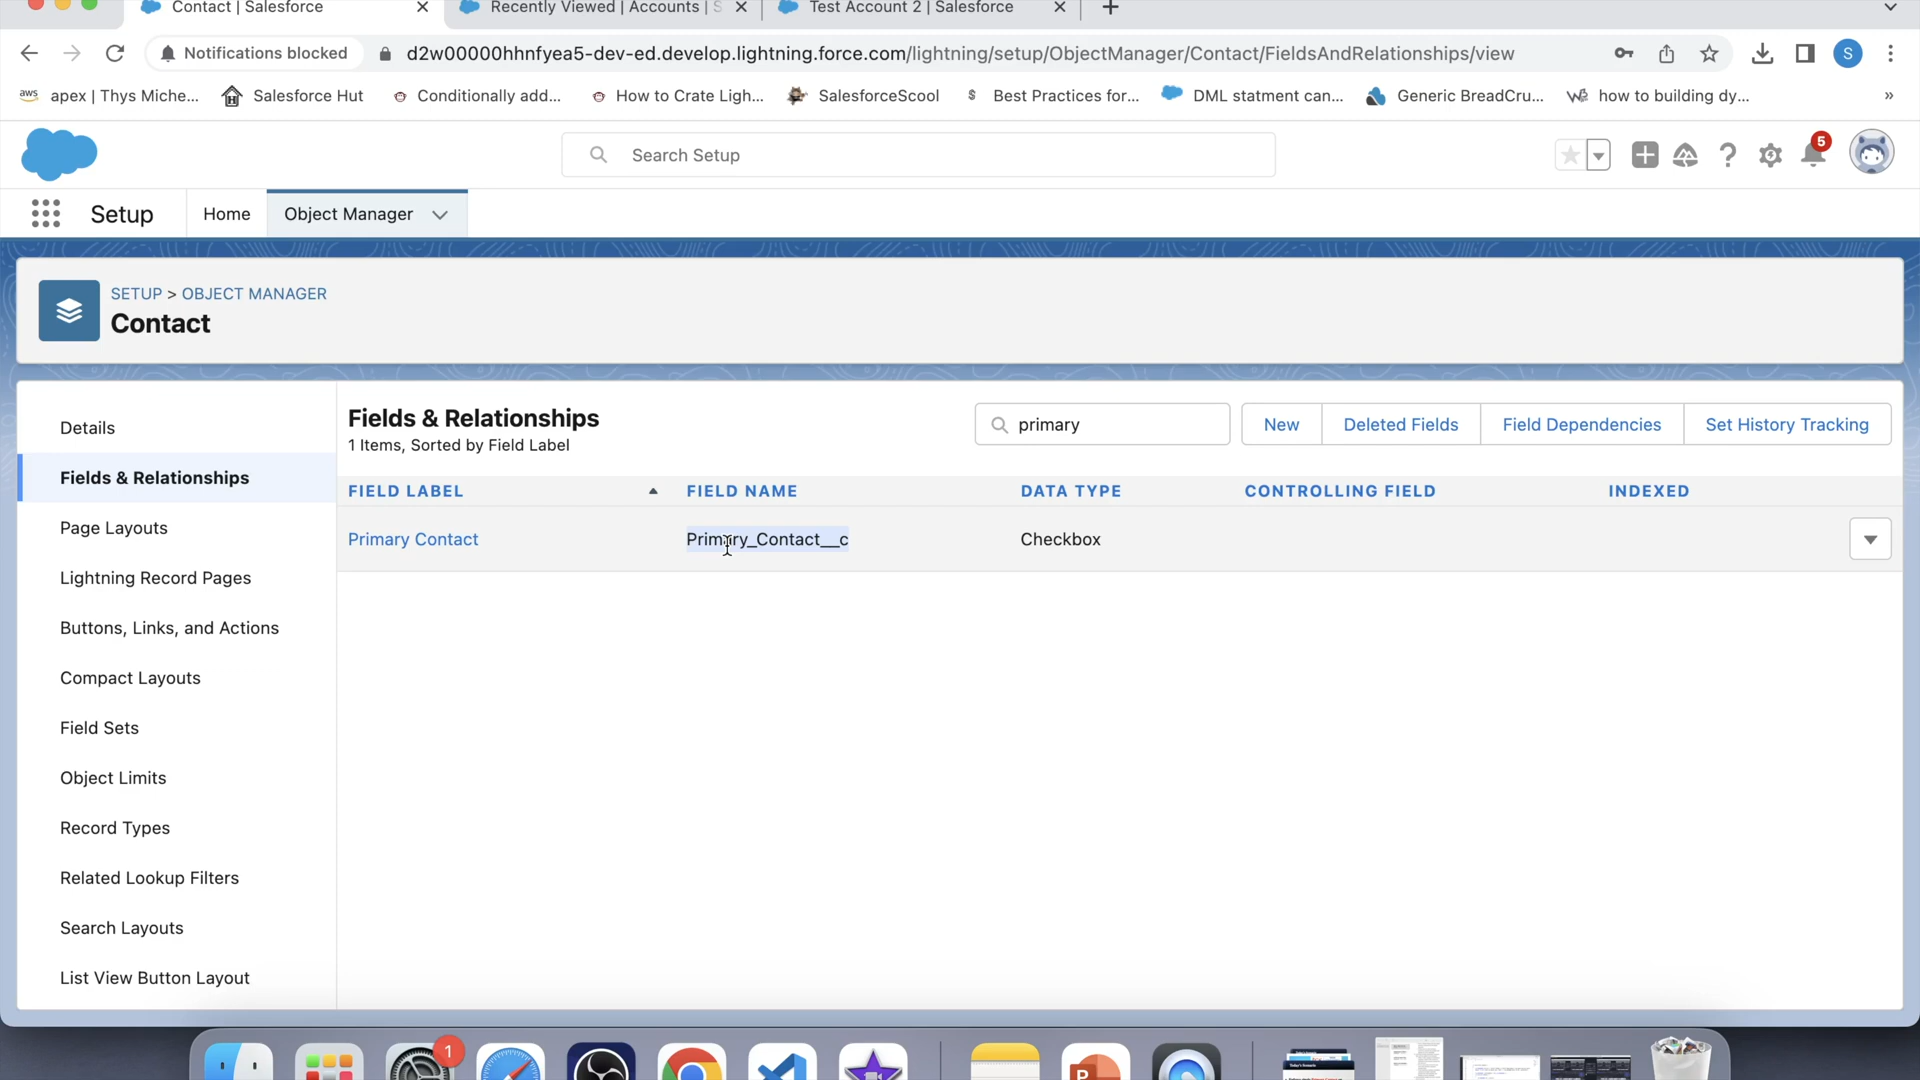 Contact | Salesforce
Recently Viewed | Accounts | S
Test Account 2 | Salesforce
Notifications blocked
d2w00000hhnfyea5-dev-ed.develop.lightning.force.com/lightning/setup/ObjectManager/Contact/FieldsAndRelationships/view
S
aws apex | Thys Miche...
Salesforce Hut
Conditionally add...
How to Crate Ligh...
SalesforceScool
S Best Practices for...
DML statment can...
Generic BreadCru...
how to building dy...
»
Search Setup
5
Setup
Home
Object Manager
SETUP > OBJECT MANAGER
Contact
Details
Fields & Relationships
Page Layouts
Lightning Record Pages
Buttons, Links, and Actions
Compact Layouts
Field Sets
Object Limits
Record Types
Related Lookup Filters
Search Layouts
List View Button Layout
Fields & Relationships
1 Items, Sorted by Field Label
primary
New
Deleted Fields
Field Dependencies
Set History Tracking
FIELD LABEL
FIELD NAME
DATA TYPE
CONTROLLING FIELD
INDEXED
Primary Contact
Primary_Contact__c
Checkbox
1
P